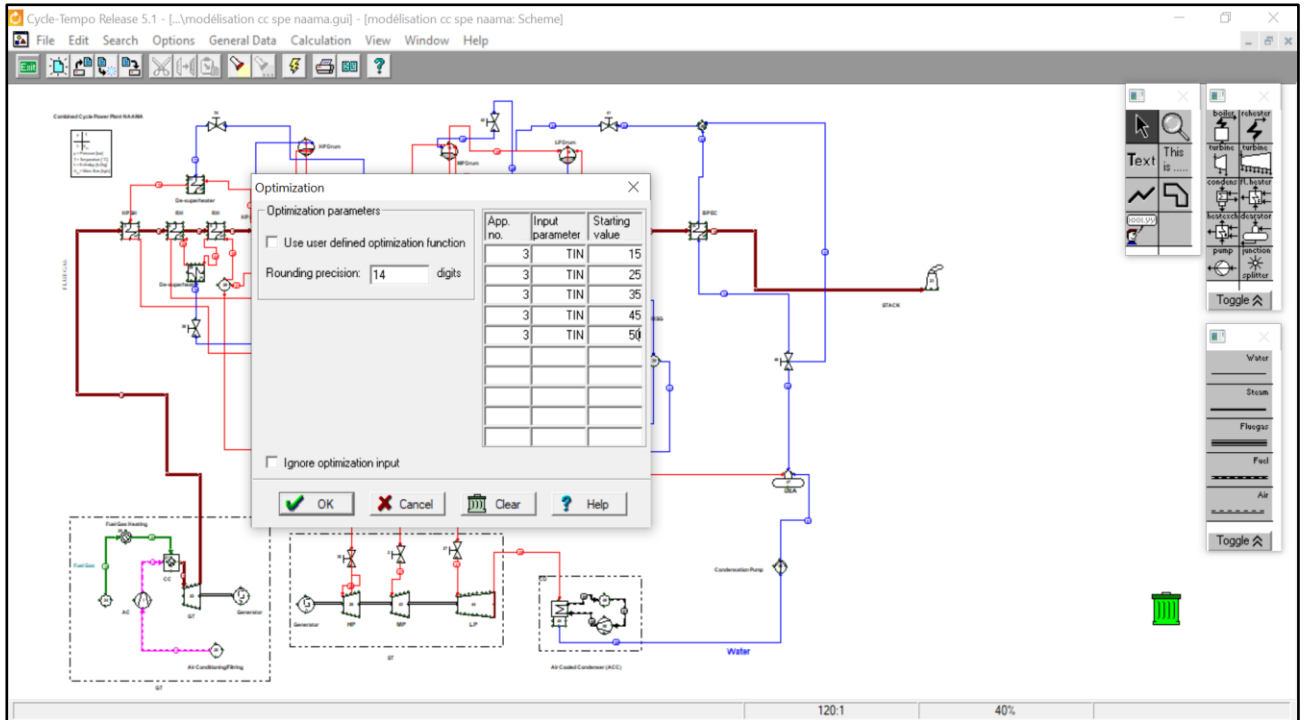 Cycle-Tempo Release 5.1 - [...\modélisation cc spe naama.gui] - [modélisation cc spe naama: Scheme]
File Edit Search Options General Data Calculation View Window Help
Exit
Combined Cycle Power Plant NAAMA
HPDrum
MPDrum
LPDrum
De-superheater
HPSH
RH
RH
BPEC
FLUEGAS
STACK
Optimization
Optimization parameters
Use user defined optimization function
Rounding precision: 14 digits
App. no. Input parameter Starting value
3 TIN 15
3 TIN 25
3 TIN 35
3 TIN 45
3 TIN 50
Ignore optimization input
OK Cancel Clear Help
DEA
Fuel Gas Heating
Fuel Gas
CC
AC
GT
Generator
Air Conditioning/Filtring
GT
Generator
HP
MP
LP
ST
Condensation Pump
Air Cooled Condenser (ACC)
Water
Text
This is .....
boiler reheater
turbine turbine
condens fl. heater
heatexch deaerator
pump junction
splitter
Toggle
Water
Steam
Fluegas
Fuel
Air
Toggle
120:1
40%